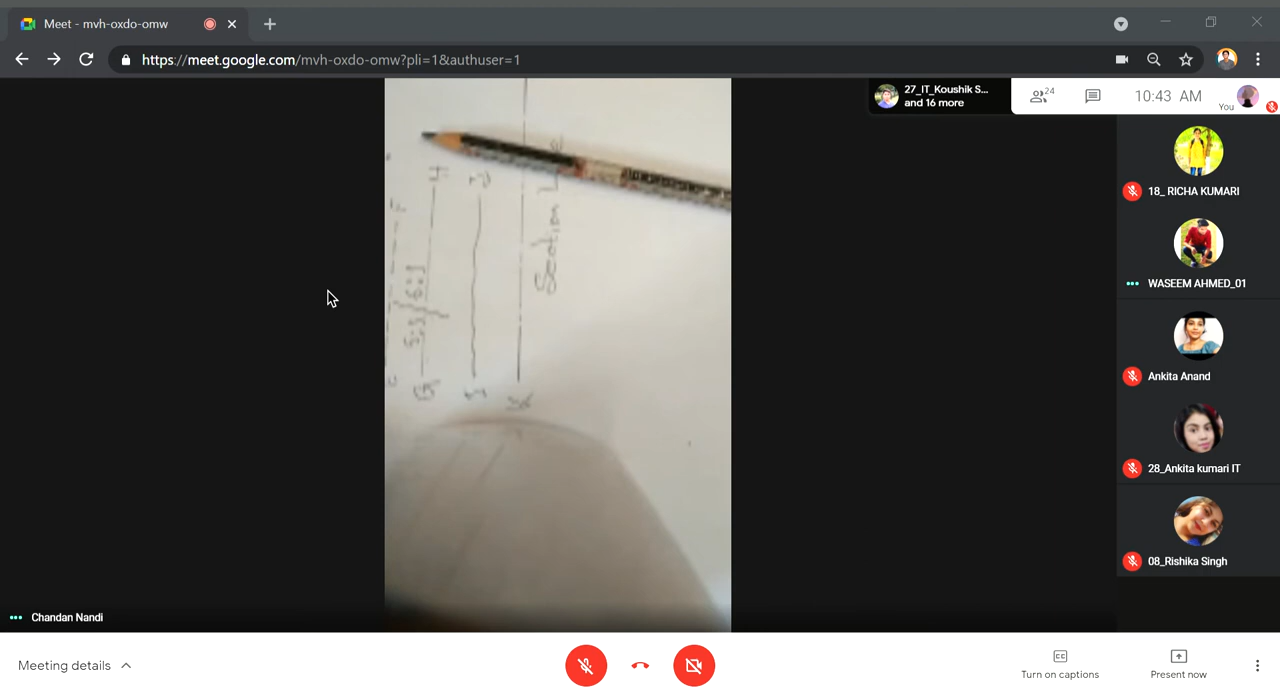 Meet - mvh-oxdo-omw
https://meet.google.com/mvh-oxdo-omw?pli=1&authuser=1
27_IT_Koushik S...
and 16 more
24
10:43 AM
You
18_ RICHA KUMARI
WASEEM AHMED_01
Ankita Anand
28_Ankita kumari IT
08_Rishika Singh
H
G
J
I
K
Section
Chandan Nandi
Meeting details
CC
Turn on captions
Present now